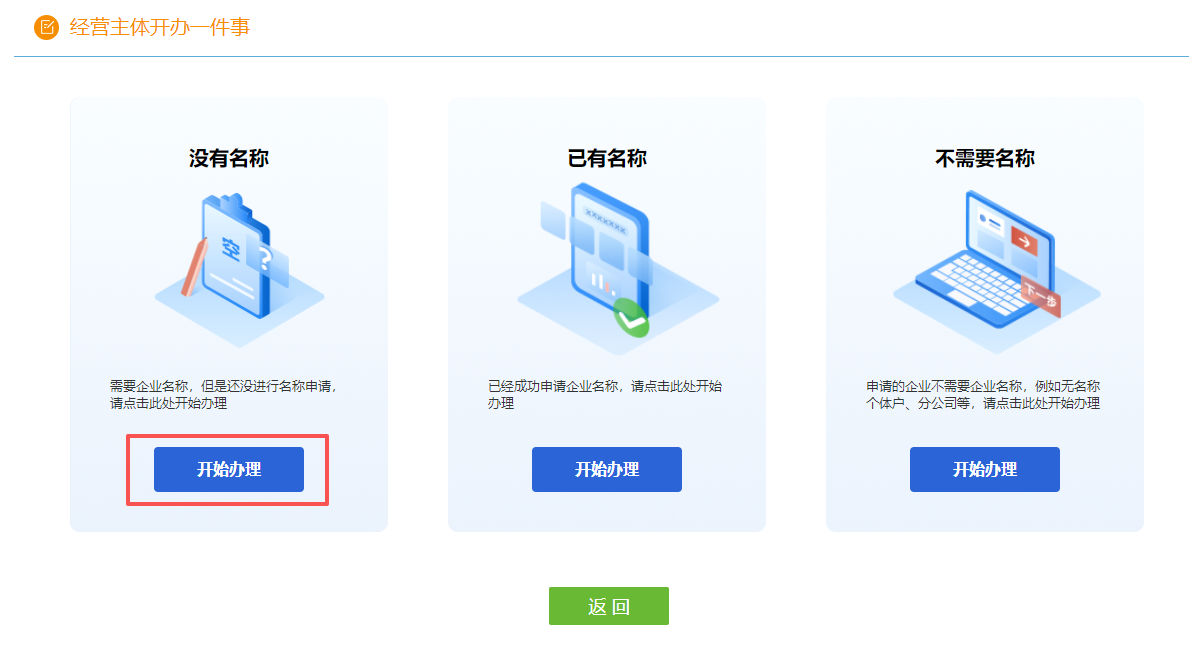 经营主体开办一件事
没有名称
空
?
需要企业名称，但是还没进行名称申请，
请点击此处开始办理
开始办理
已有名称
XXXXXXX
已经成功申请企业名称，请点击此处开始
办理
开始办理
不需要名称
下一步
申请的企业不需要企业名称，例如无名称
个体户、分公司等，请点击此处开始办理
开始办理
返回